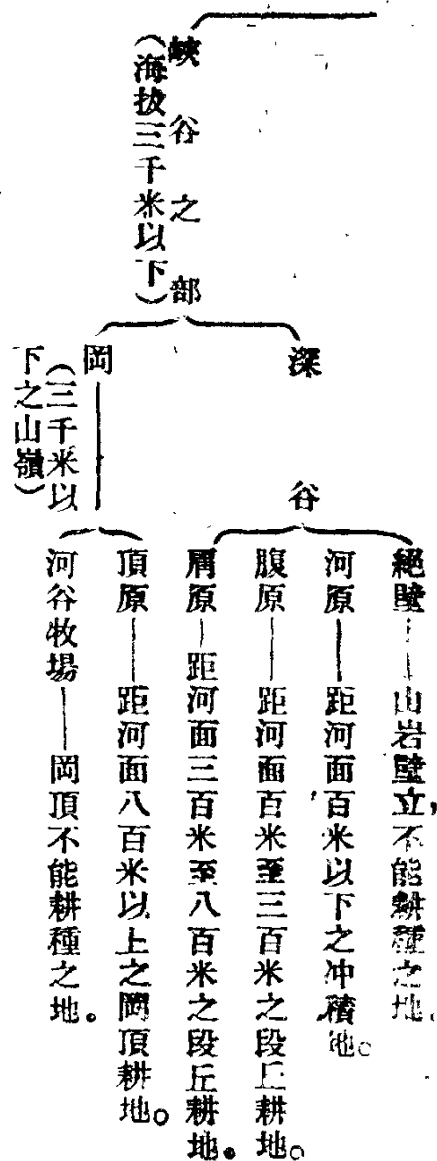 峽谷之部
（海拔三千米以下）
深谷
絕壁——山岩壁立，不能耕種之地。
河原——距河面百米以下之冲積地。
腹原——距河面百米至三百米之段丘耕地。
肩原——距河面三百米至八百米之段丘耕地。
岡
（三千米以
下之山嶺）
頂原——距河面八百米以上之岡頂耕地。
河谷牧場——岡頂不能耕種之地。